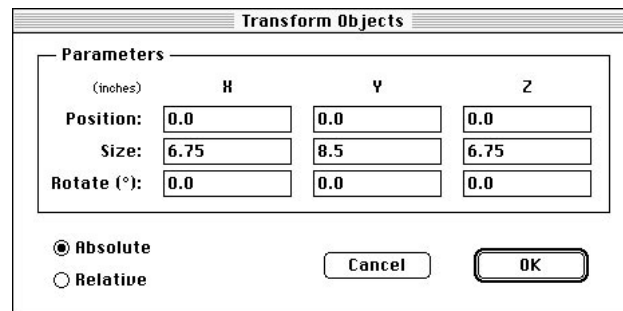 Transform Objects
Parameters
(inches) X Y Z
Position: 0.0 0.0 0.0
Size: 6.75 8.5 6.75
Rotate (°): 0.0 0.0 0.0
Absolute
Relative
Cancel OK